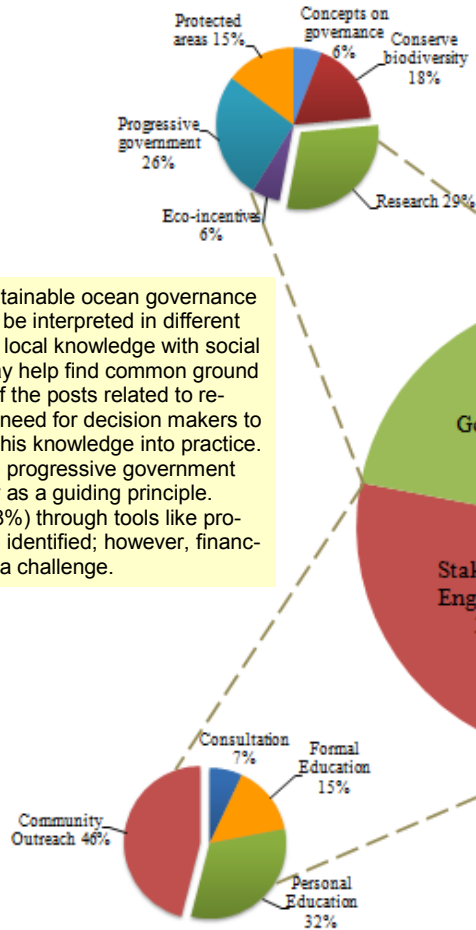 Protected
areas 15%
Concepts on
governance
6%
Conserve
biodiversity
18%
Progressive
government
26%
Research 29%
Eco-incentives
6%
tainable ocean governance
be interpreted in different
local knowledge with social
y help find common ground
f the posts related to re-
need for decision makers to
his knowledge into practice.
progressive government
as a guiding principle.
8%) through tools like pro-
identified; however, financ-
a challenge.
Go
Stak
Eng
Consultation
7%
Formal
Education
15%
Community
Outreach 46%
Personal
Education
32%